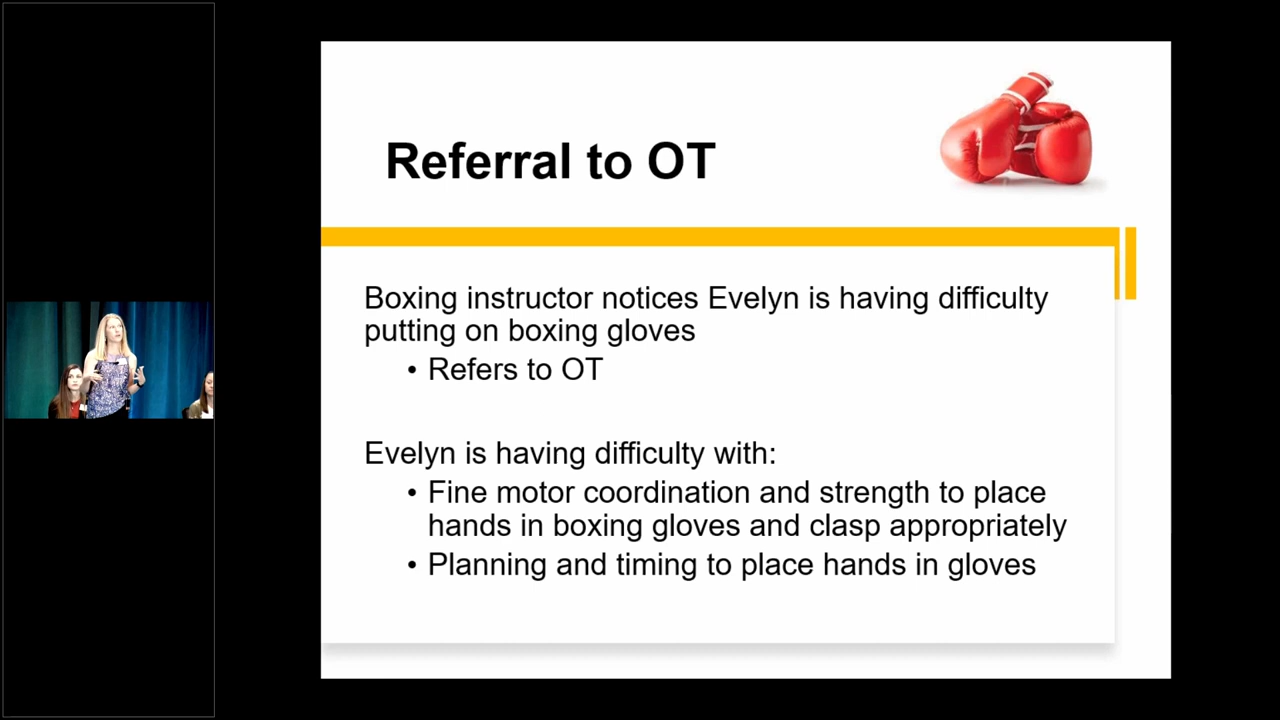 Referral to OT
Boxing instructor notices Evelyn is having difficulty
putting on boxing gloves
• Refers to OT
Evelyn is having difficulty with:
• Fine motor coordination and strength to place
hands in boxing gloves and clasp appropriately
• Planning and timing to place hands in gloves